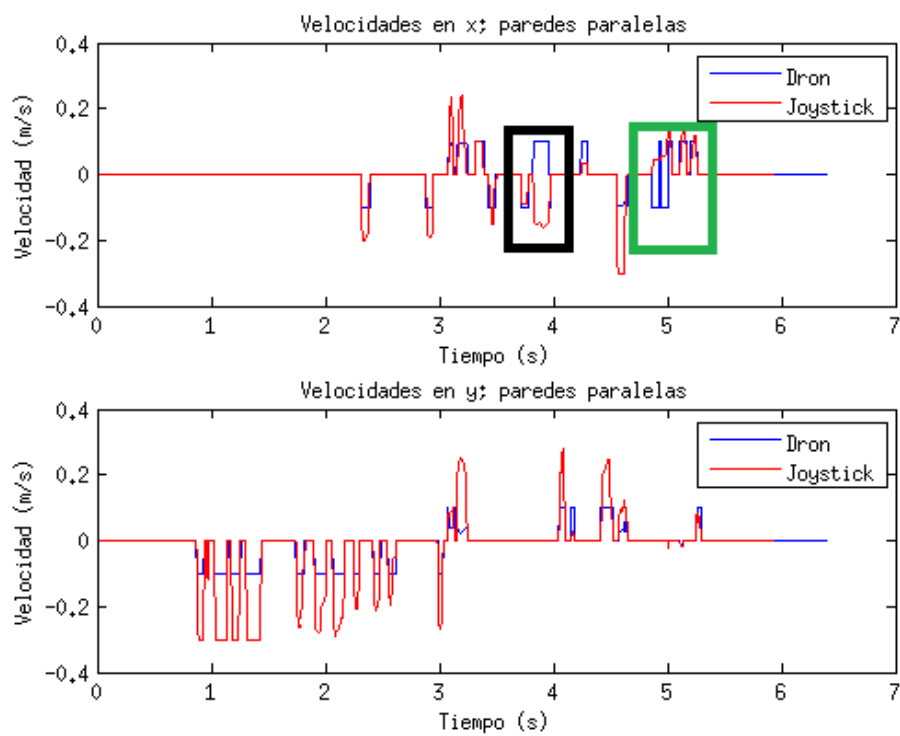 Velocidades en x; paredes paralelas
0.4
0.2
0
-0.2
-0.4
Velocidad (m/s)
Dron
Joystick
0 1 2 3 4 5 6 7
Tiempo (s)
Velocidades en y; paredes paralelas
0.4
0.2
0
-0.2
-0.4
Velocidad (m/s)
Dron
Joystick
0 1 2 3 4 5 6 7
Tiempo (s)